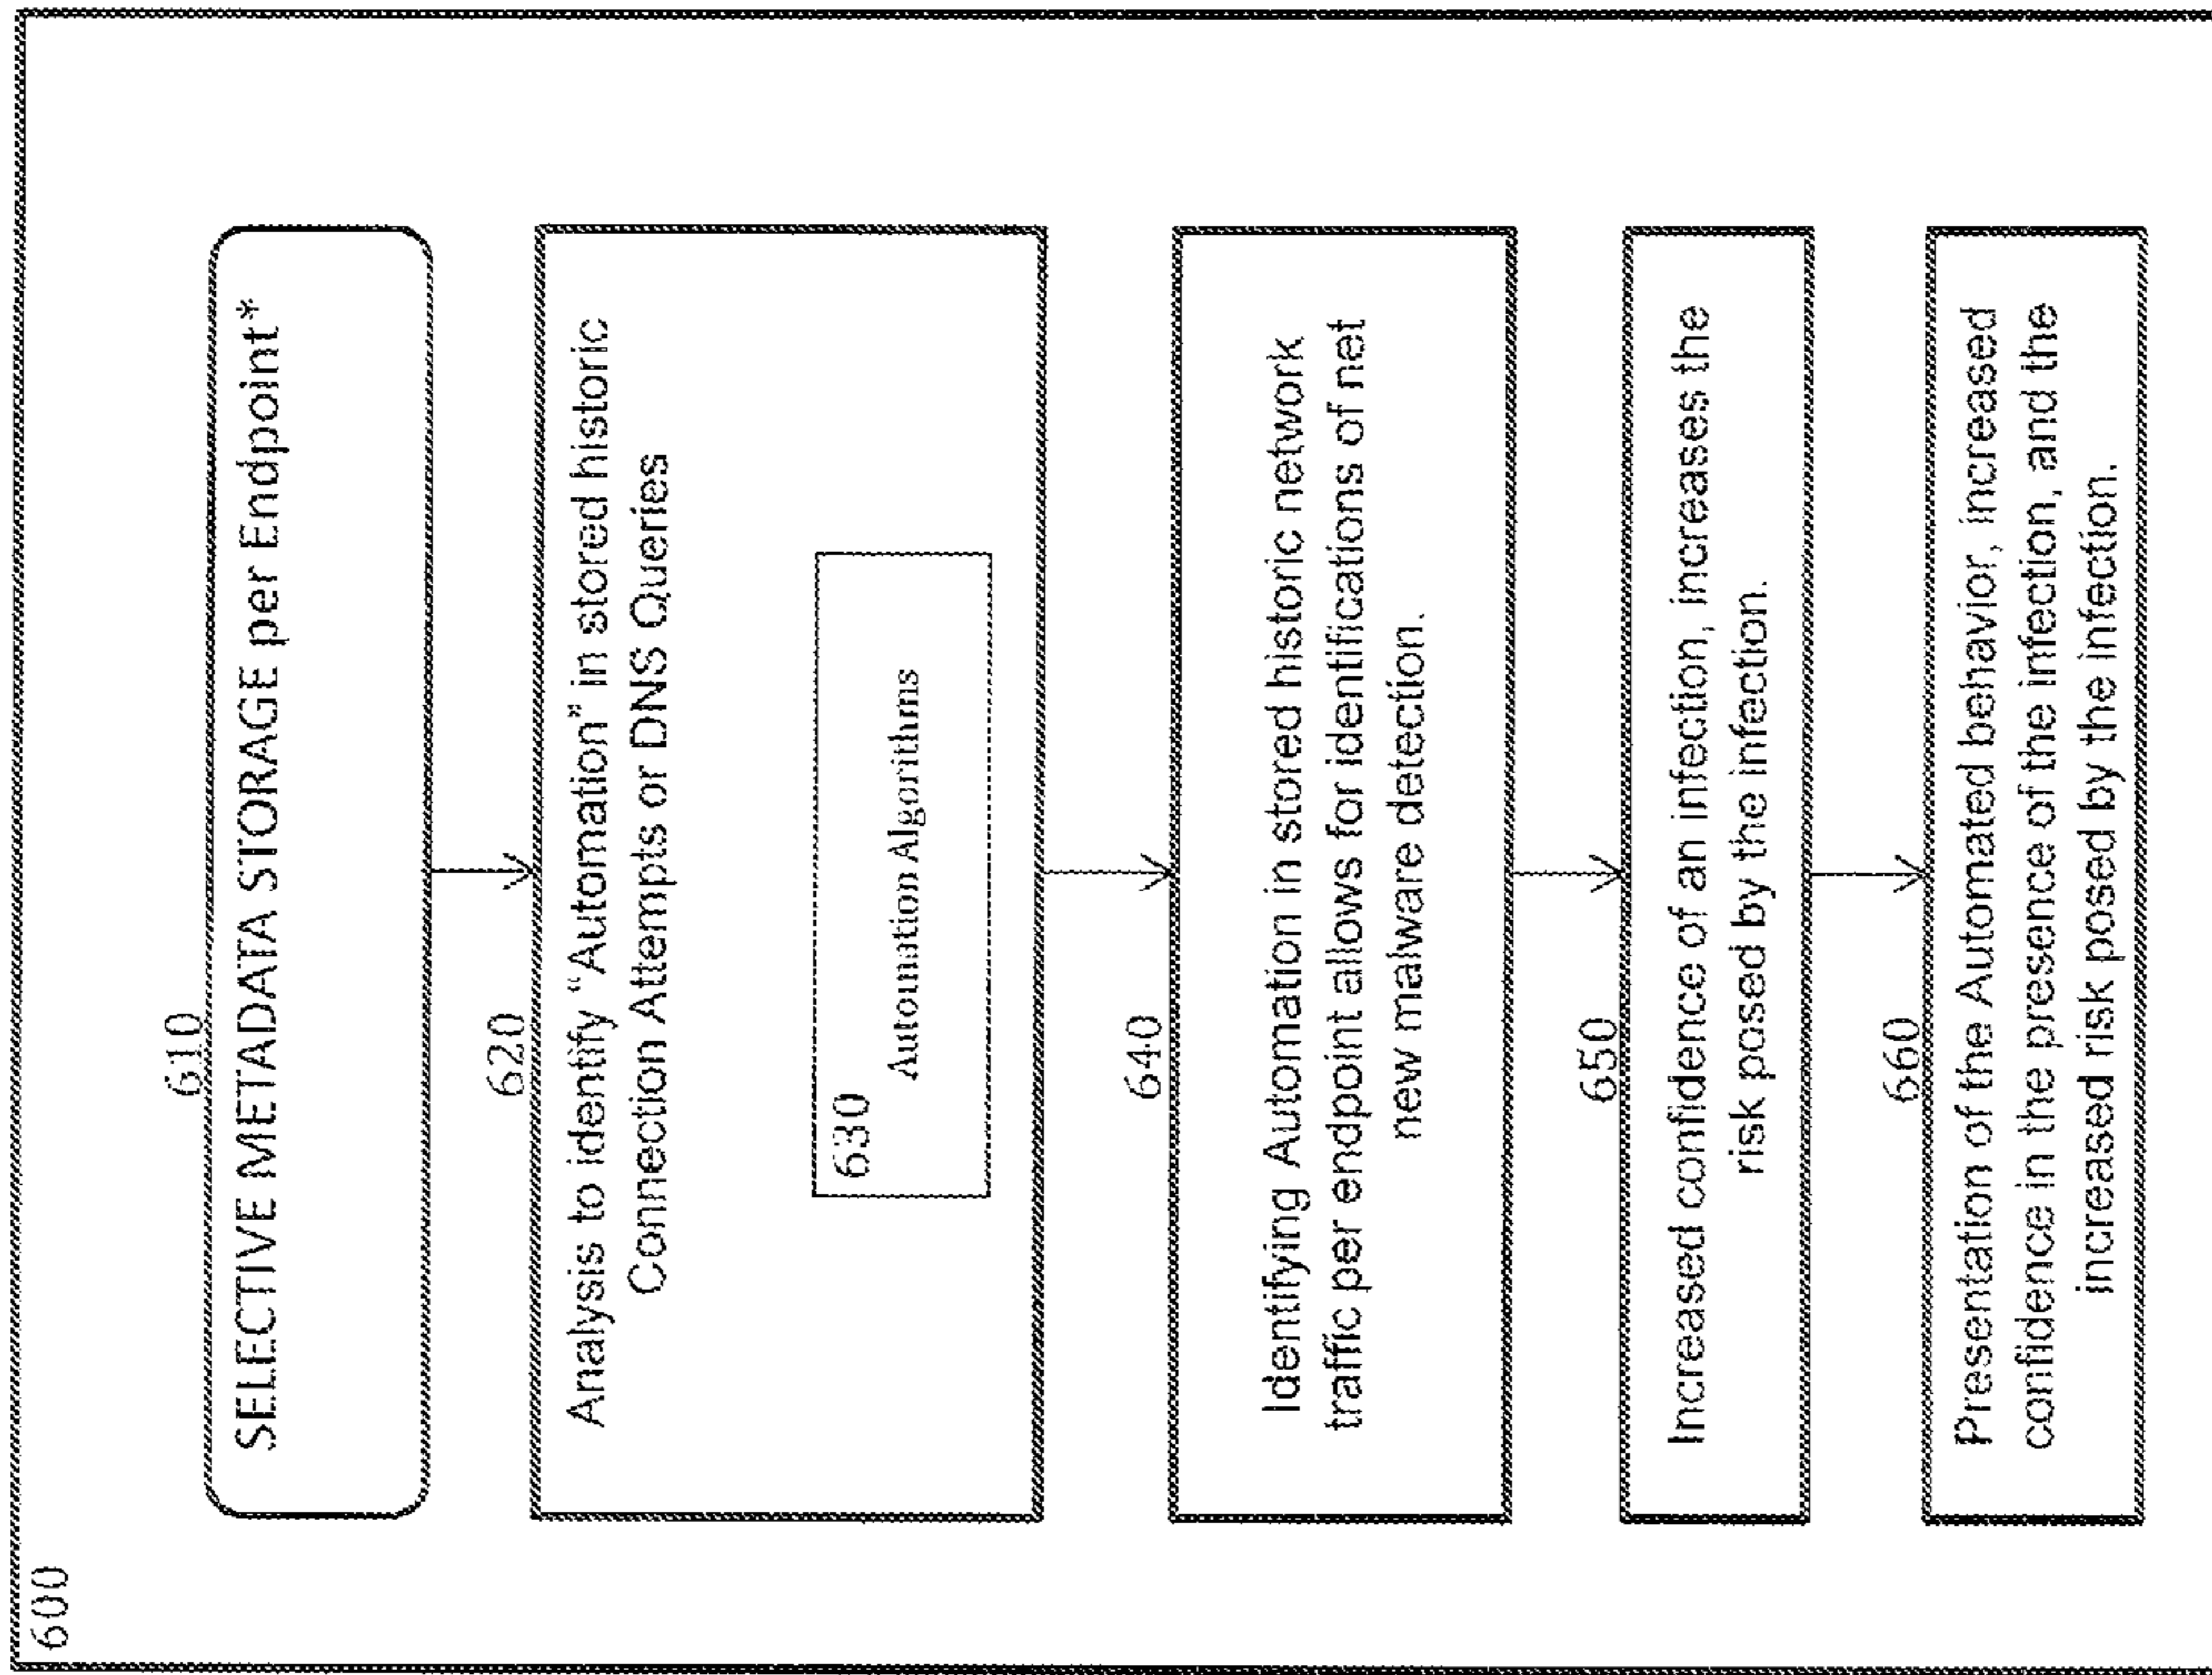 600
610
SELECTIVE METADATA STORAGE per Endpoint*
620
Analysis to identify "Automation" in stored historic
Connection Attempts or DNS Queries
630
Automation Algorithms
640
Identifying Automation in stored historic network
traffic per endpoint allows for identifications of net
new malware detection.
650
Increased confidence of an infection, increases the
risk posed by the infection.
660
Presentation of the Automated behavior, increased
confidence in the presence of the infection, and the
increased risk posed by the infection.